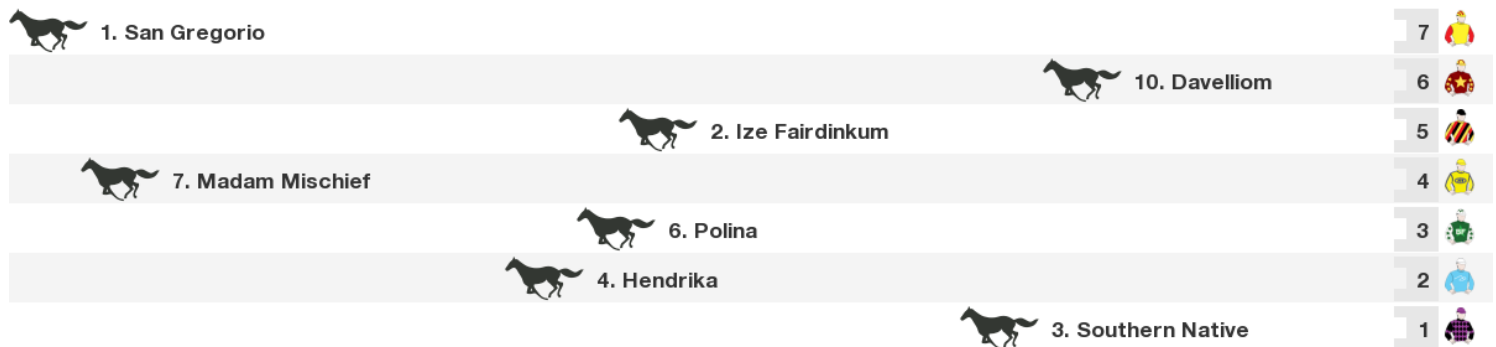 1. San Gregorio 7
10. Davelliom 6
2. Ize Fairdinkum 5
7. Madam Mischief 4
6. Polina 3
4. Hendrika 2
3. Southern Native 1